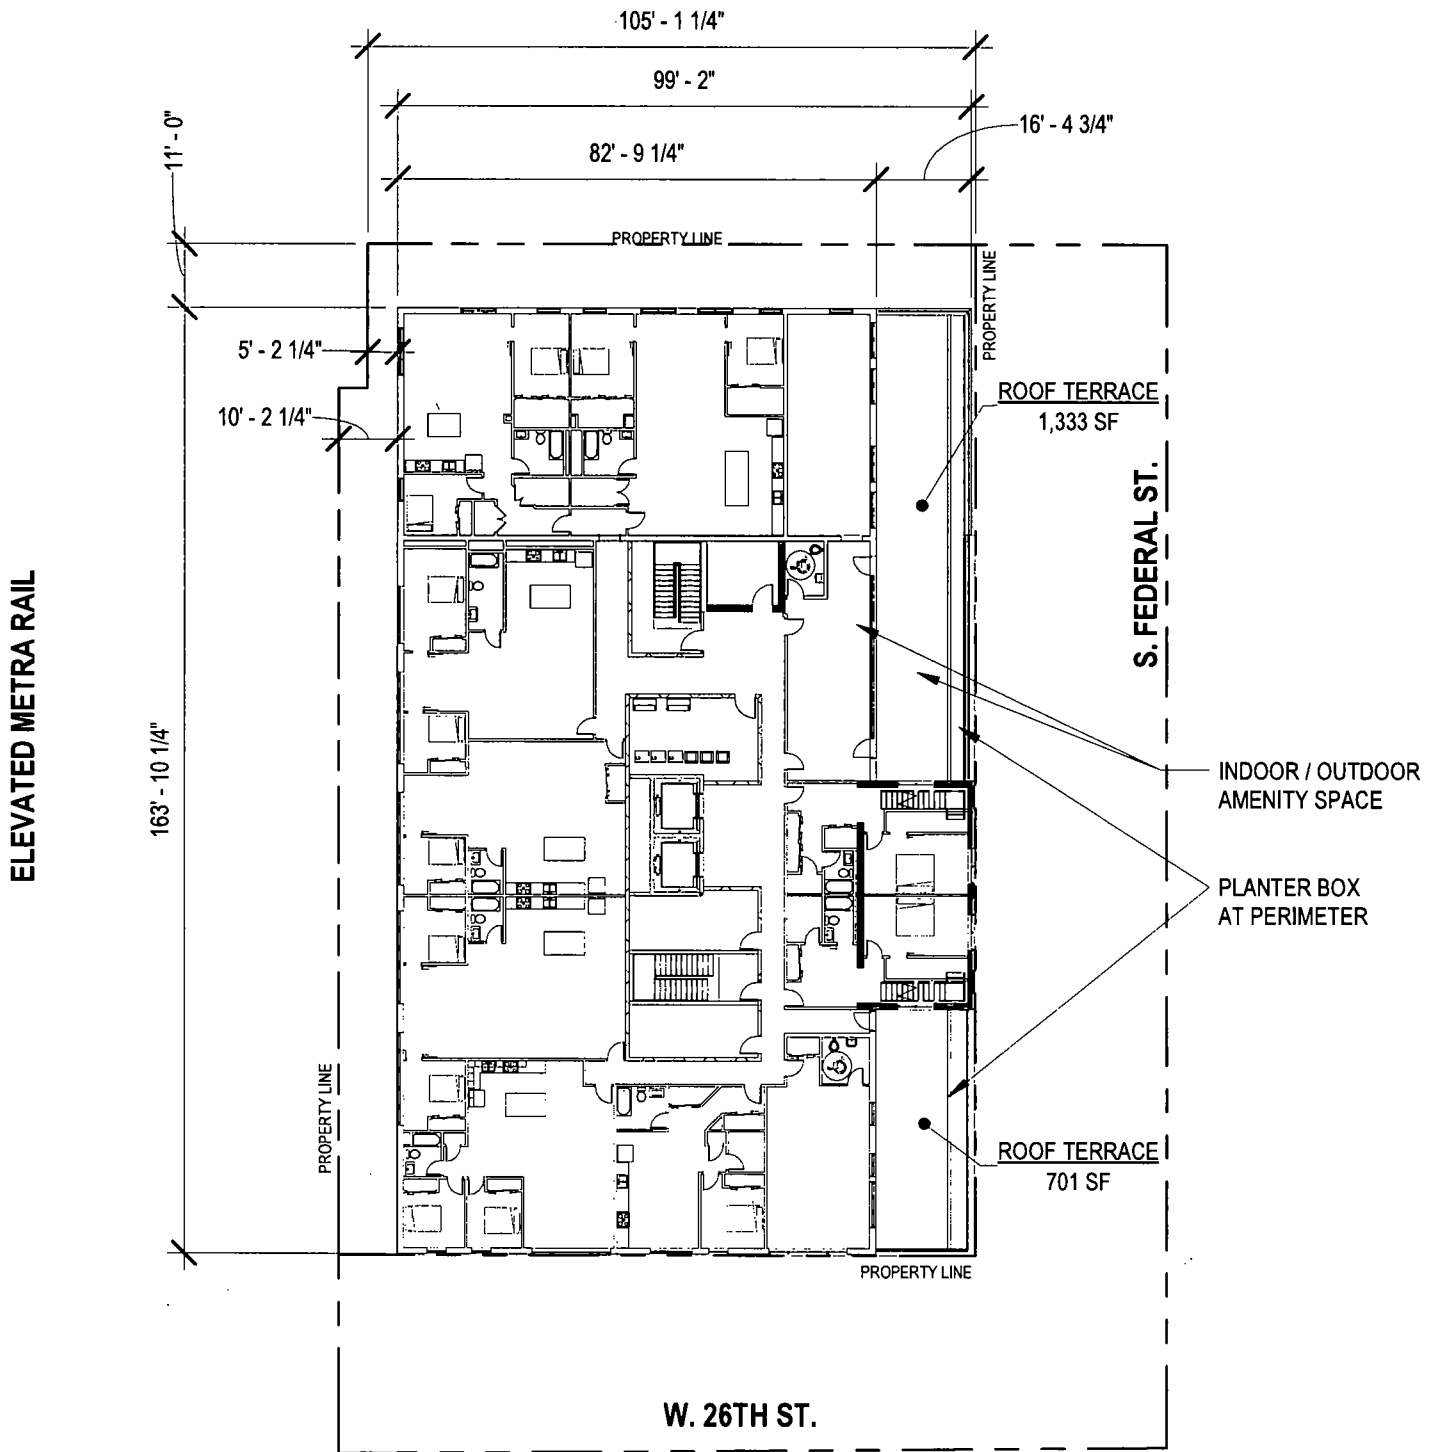 105' - 1 1/4"
99' - 2"
16' - 4 3/4"
82' - 9 1/4"
11' - 0"
PROPERTY LINE
PROPERTY LINE
5' - 2 1/4"
10' - 2 1/4"
ROOF TERRACE
1,333 SF
S. FEDERAL ST.
ELEVATED METRA RAIL
163' - 10 1/4"
INDOOR / OUTDOOR
AMENITY SPACE
PLANTER BOX
AT PERIMETER
PROPERTY LINE
ROOF TERRACE
701 SF
PROPERTY LINE
W. 26TH ST.